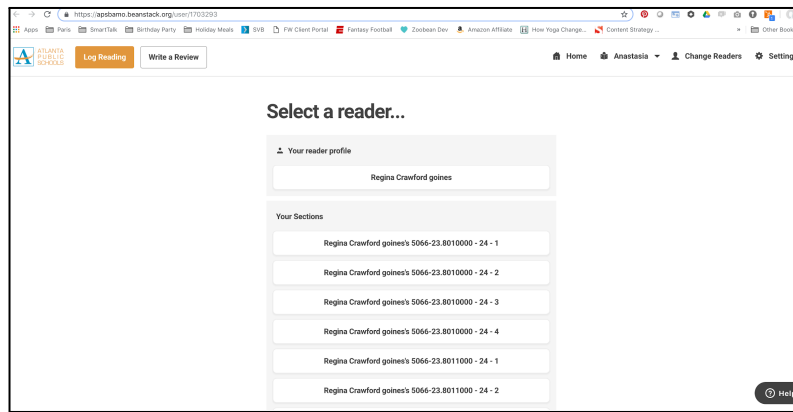 https://apsbamo.beanstack.org/user/1703293
Apps Paris SmartTalk Birthday Party Holiday Meals SVB FW Client Portal Fantasy Football Zoobean Dev Amazon Affiliate How Yoga Change... Content Strategy ... » Other Book
ATLANTA
PUBLIC
SCHOOLS
Log Reading Write a Review Home Anastasia Change Readers Setting
Select a reader...
Your reader profile
Regina Crawford goines
Your Sections
Regina Crawford goines's 5066-23.8010000 - 24 - 1
Regina Crawford goines's 5066-23.8010000 - 24 - 2
Regina Crawford goines's 5066-23.8010000 - 24 - 3
Regina Crawford goines's 5066-23.8010000 - 24 - 4
Regina Crawford goines's 5066-23.8011000 - 24 - 1
Regina Crawford goines's 5066-23.8011000 - 24 - 2
Help